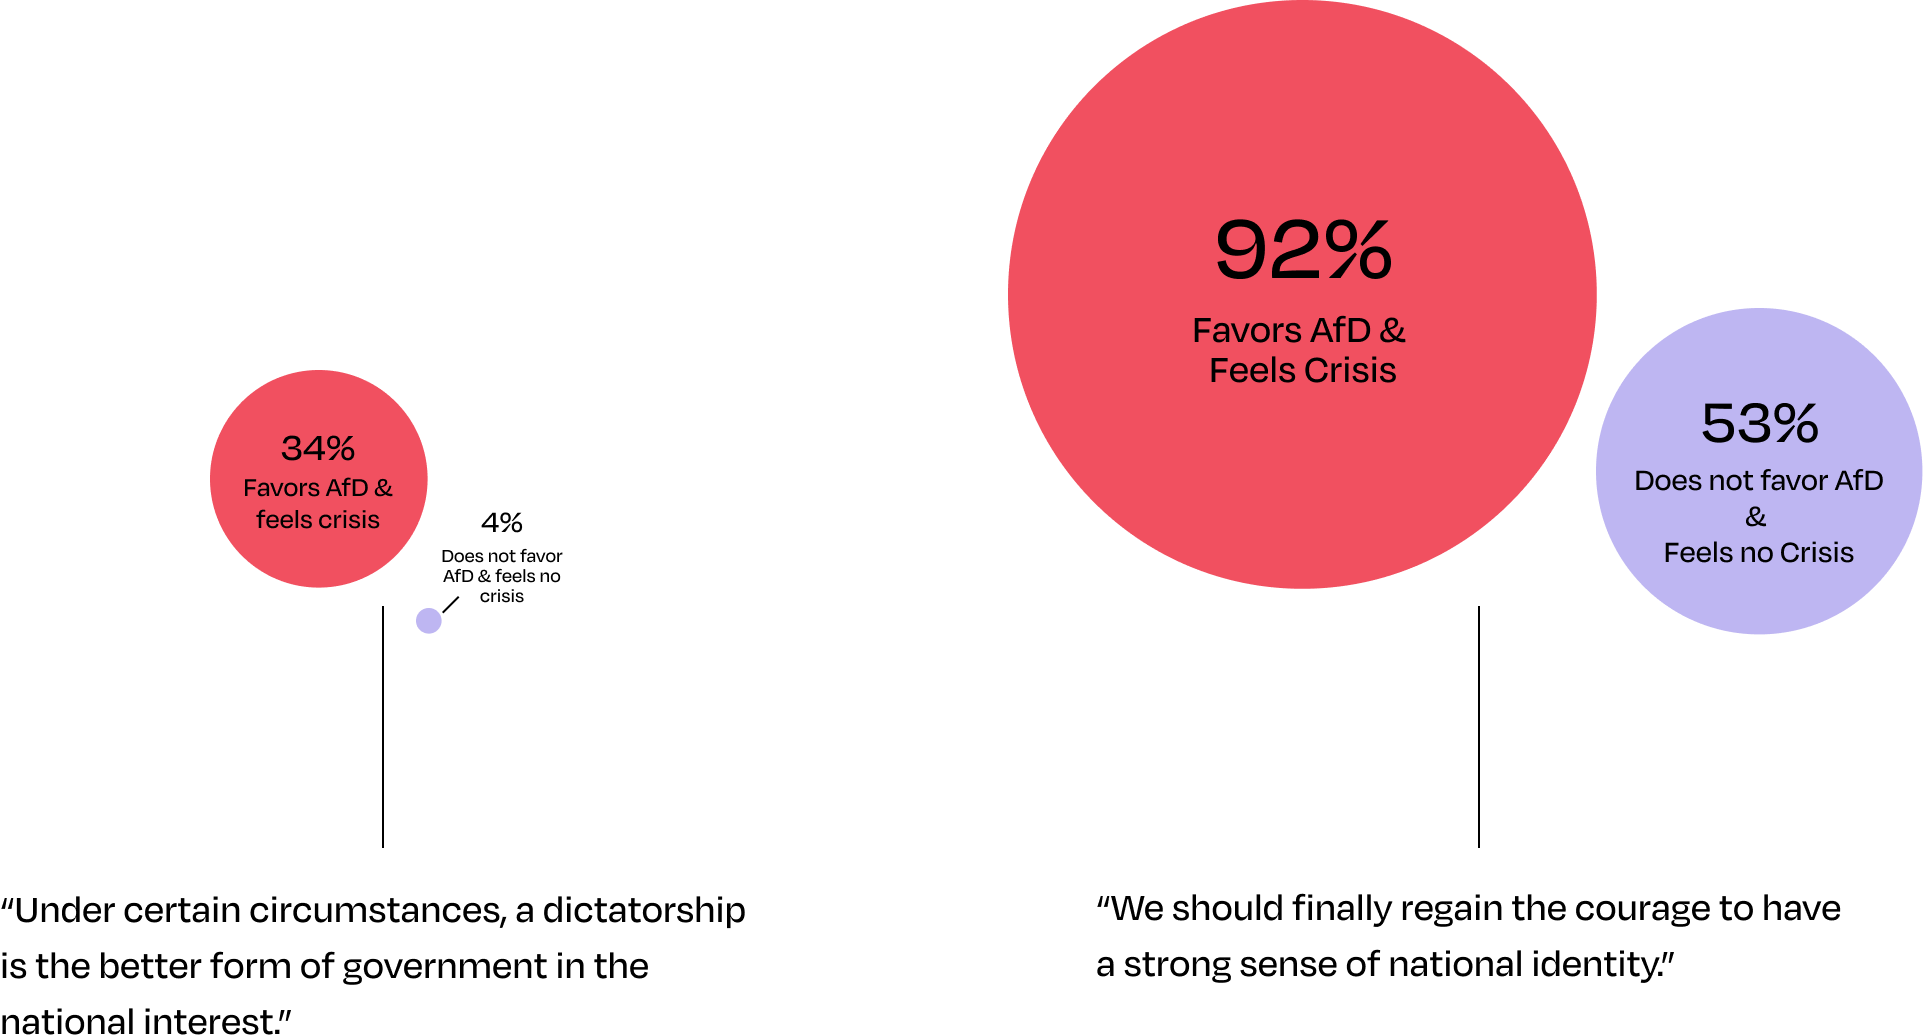 34%
Favors AfD &
feels crisis
4%
Does not favor
AfD & feels no
crisis
“Under certain circumstances, a dictatorship
is the better form of government in the
national interest.”
92%
Favors AfD &
Feels Crisis
53%
Does not favor AfD
&
Feels no Crisis
“We should finally regain the courage to have
a strong sense of national identity.”